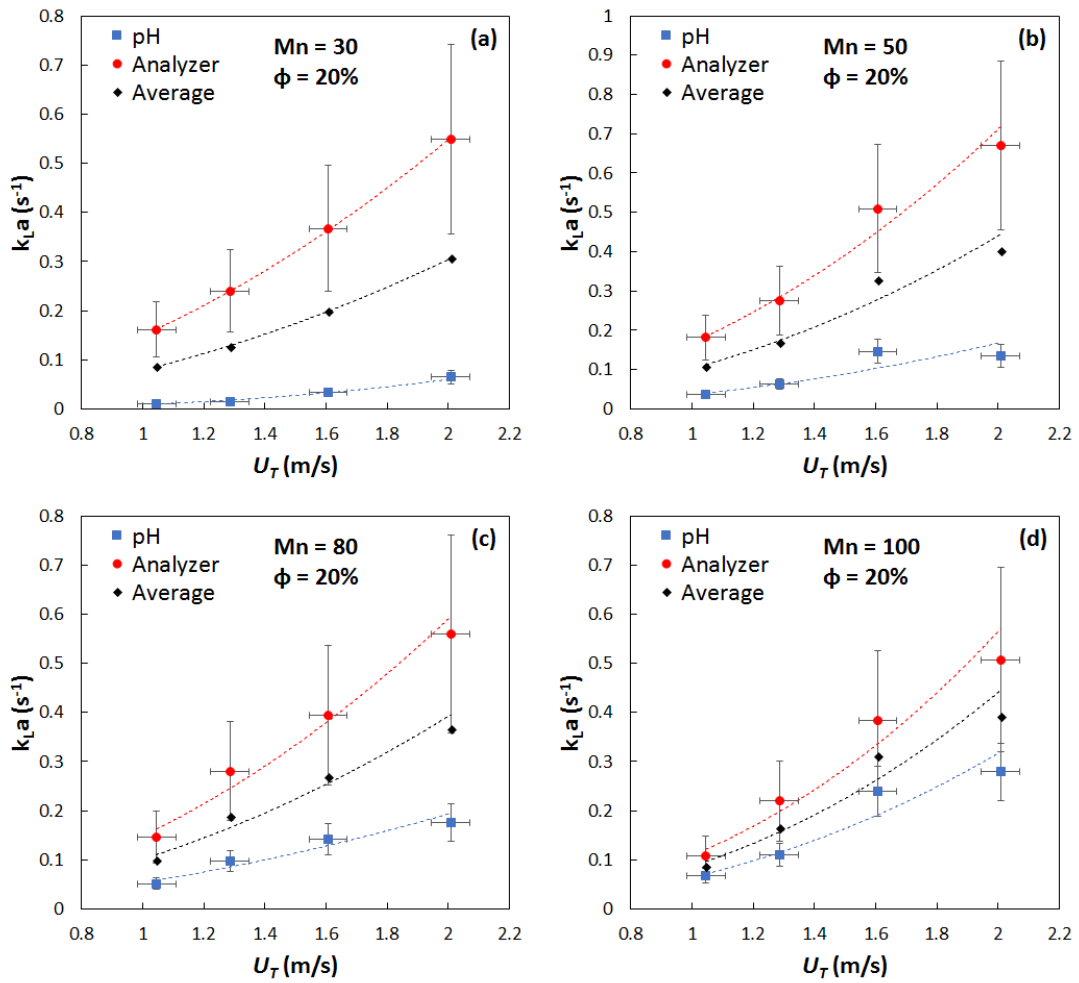 (a)
pH
Analyzer
Average
Mn = 30
ϕ = 20%
0.8
0.7
0.6
0.5
0.4
0.3
0.2
0.1
0
kLa (s-1)
0.8 1 1.2 1.4 1.6 1.8 2 2.2
UT (m/s)
(b)
pH
Analyzer
Average
Mn = 50
ϕ = 20%
1
0.9
0.8
0.7
0.6
0.5
0.4
0.3
0.2
0.1
0
kLa (s-1)
0.8 1 1.2 1.4 1.6 1.8 2 2.2
UT (m/s)
(c)
pH
Analyzer
Average
Mn = 80
ϕ = 20%
0.8
0.7
0.6
0.5
0.4
0.3
0.2
0.1
0
kLa (s-1)
0.8 1 1.2 1.4 1.6 1.8 2 2.2
UT (m/s)
(d)
pH
Analyzer
Average
Mn = 100
ϕ = 20%
0.8
0.7
0.6
0.5
0.4
0.3
0.2
0.1
0
kLa (s-1)
0.8 1 1.2 1.4 1.6 1.8 2 2.2
UT (m/s)